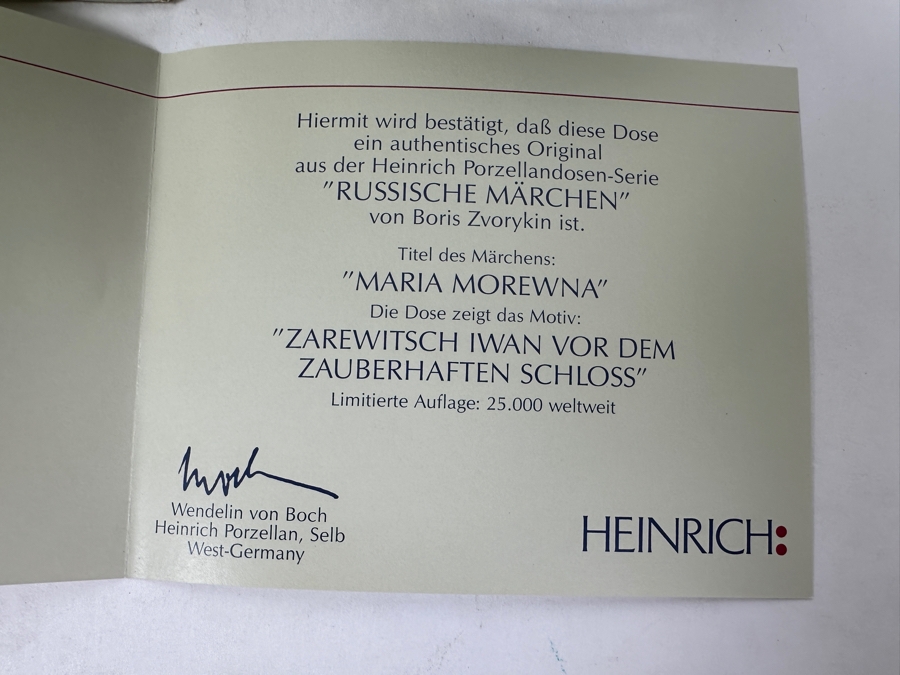 Hiermit wird bestätigt, daß diese Dose
ein authentisches Original
aus der Heinrich Porzellandosen-Serie
"RUSSISCHE MÄRCHEN"
von Boris Zvorykin ist.
Titel des Märchens:
"MARIA MOREWNA"
Die Dose zeigt das Motiv:
"ZAREWITSCH IWAN VOR DEM
ZAUBERHAFTEN SCHLOSS"
Limitierte Auflage: 25.000 weltweit
Boch
Wendelin von Boch
Heinrich Porzellan, Selb
West-Germany
HEINRICH: